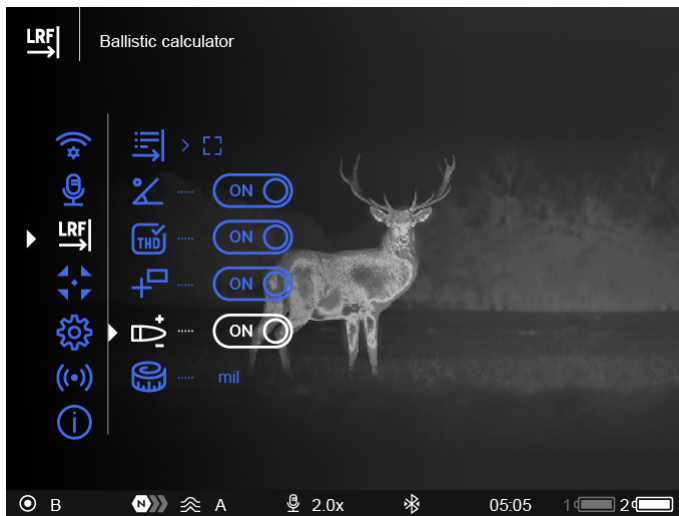 LRF Ballistic calculator
ON
THD ON
LRF
ON
ON
mil
B N A 2.0x 05:05 1 2